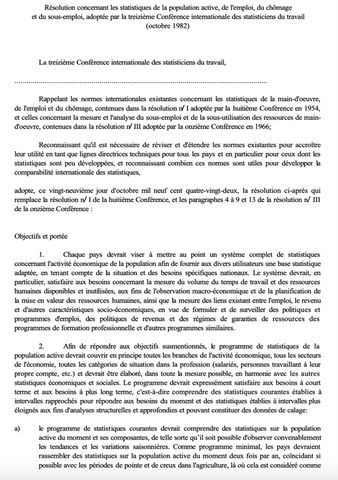 Résolution concernant les statistiques de la population active, de l'emploi, du chômage
et du sous-emploi, adoptée par la treizième Conférence internationale des statisticiens du travail
(octobre 1982)
La treizième Conférence internationale des statisticiens du travail,
...............................................................................................
Rappelant les normes internationales existantes concernant les statistiques de la main-d'œuvre,
de l'emploi et du chômage, contenues dans la résolution n/ I adoptée par la huitième Conférence en 1954,
et celles concernant la mesure et l'analyse du sous-emploi et de la sous-utilisation des ressources de main-
d'œuvre, contenues dans la résolution n/ III adoptée par la onzième Conférence en 1966;
Reconnaissant qu'il est nécessaire de réviser et d'étendre les normes existantes pour accroître
leur utilité en tant que lignes directrices techniques pour tous les pays et en particulier pour ceux dont les
statistiques sont peu développées, et reconnaissant combien ces normes sont utiles pour développer la
comparabilité internationale des statistiques,
adopte, ce vingt-neuvième jour d'octobre mil neuf cent quatre-vingt-deux, la résolution ci-après qui
remplace la résolution n/ I de la huitième Conférence, et les paragraphes 4 à 9 et 13 de la résolution n/ III
de la onzième Conférence :
Objectifs et portée
1. Chaque pays devrait viser à mettre au point un système complet de statistiques
concernant l'activité économique de la population afin de fournir aux divers utilisateurs une base statistique
adaptée, en tenant compte de la situation et des besoins spécifiques nationales. Le système devrait, en
particulier, satisfaire aux besoins concernant la mesure du volume du temps de travail et des ressources
humaines disponibles et inutilisées, aux fins de l'observation macro-économique et de la planification de
la mise en valeur des ressources humaines, ainsi que la mesure des liens existant entre l'emploi, le revenu
et d'autres caractéristiques socio-économiques, en vue de formuler et de surveiller des politiques et
programmes d'emploi, des politiques de revenus et des régimes de garanties de ressources des
programmes de formation professionnelle et d'autres programmes similaires.
2. Afin de répondre aux objectifs susmentionnés, le programme de statistiques de la
population active devrait couvrir en principe toutes les branches de l'activité économique, tous les secteurs
de l'économie, toutes les catégories de situation dans la profession (salariés, personnes travaillant à leur
propre compte, etc.) et devrait être élaboré, dans toute la mesure possible, en harmonie avec les autres
statistiques économiques et sociales. Le programme devrait expressément satisfaire aux besoins à court
terme et aux besoins à plus long terme, c'est-à-dire comprendre des statistiques courantes établies à
intervalles rapprochés pour répondre aux besoins du moment et des statistiques établies à intervalles plus
éloignés aux fins d'analyses structurelles et approfondies et pouvant constituer des données de calage:
a) le programme de statistiques courantes devrait comprendre des statistiques sur la population
active du moment et ses composantes, de telle sorte qu'il soit possible d'observer convenablement
les tendances et les variations saisonnières. Comme programme minimal, les pays devraient
rassembler des statistiques sur la population active du moment deux fois par an, coïncidant si
possible avec les périodes de pointe et de creux dans l'agriculture, là où cela est considéré comme